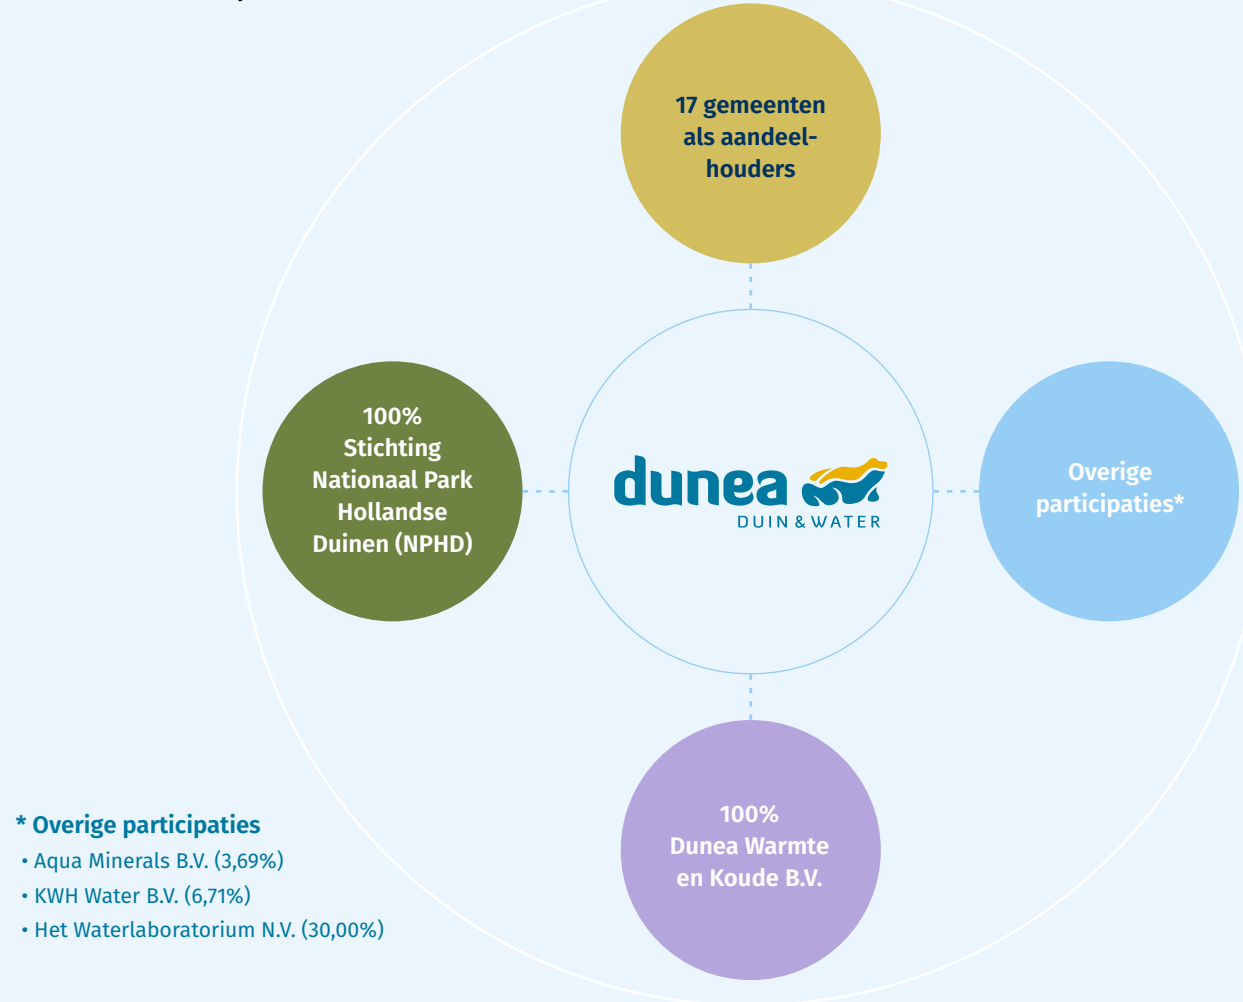 17 gemeenten
als aandeel-
houders
100%
Stichting
Nationaal Park
Hollandse
Duinen (NPHD)
dunea
DUIN & WATER
Overige
participaties*
100%
Dunea Warmte
en Koude B.V.
* Overige participaties
• Aqua Minerals B.V. (3,69%)
• KWH Water B.V. (6,71%)
• Het Waterlaboratorium N.V. (30,00%)